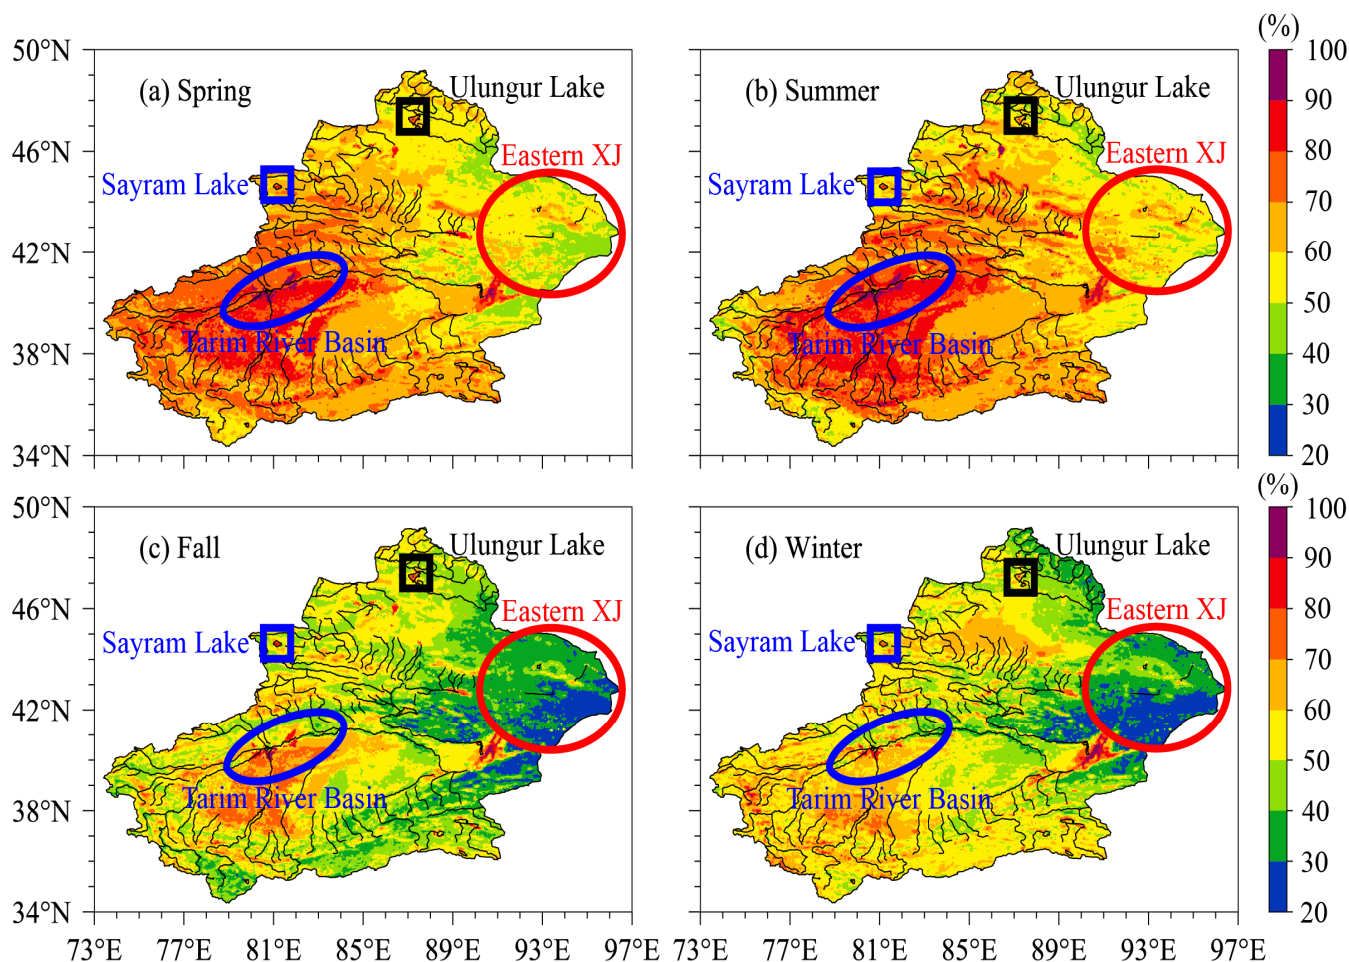 (%)
50°N
(a) Spring
Ulungur Lake
(b) Summer
Ulungur Lake
100
90
46°N
Eastern XJ
Eastern XJ
80
Sayram Lake
Sayram Lake
70
42°N
60
50
Tarim River Basin
Tarim River Basin
38°N
40
30
34°N
20
(%)
50°N
(c) Fall
Ulungur Lake
(d) Winter
Ulungur Lake
100
90
46°N
Eastern XJ
Eastern XJ
80
Sayram Lake
Sayram Lake
70
42°N
60
50
Tarim River Basin
Tarim River Basin
38°N
40
30
34°N
20
73°E 77°E 81°E 85°E 89°E 93°E 97°E
73°E 77°E 81°E 85°E 89°E 93°E 97°E